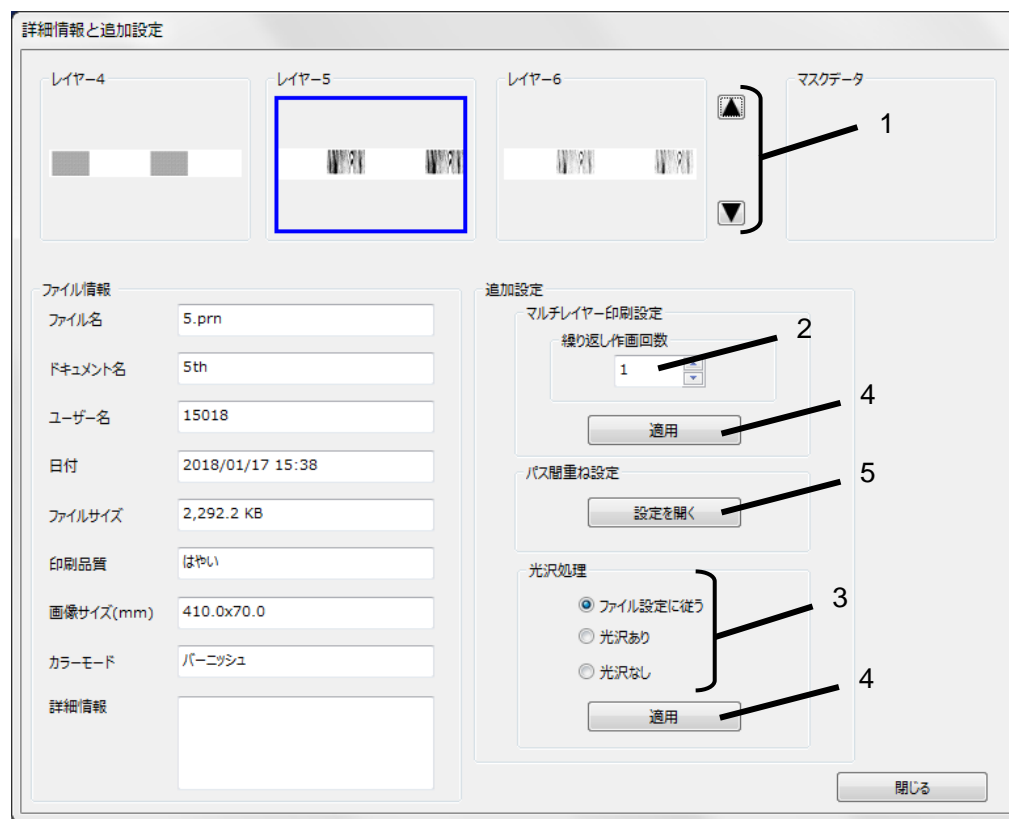 詳細情報と追加設定
レイヤー4
レイヤー5
レイヤー6
マスクデータ
▲
▼
1
ファイル情報
ファイル名
5.prn
ドキュメント名
5th
ユーザー名
15018
日付
2018/01/17 15:38
ファイルサイズ
2,292.2 KB
印刷品質
はやい
画像サイズ(mm)
410.0x70.0
カラーモード
バーニッシュ
詳細情報
追加設定
マルチレイヤー印刷設定
繰り返し作画回数
1
2
適用
4
パス間重ね設定
設定を開く
5
光沢処理
ファイル設定に従う
光沢あり
光沢なし
3
適用
4
閉じる